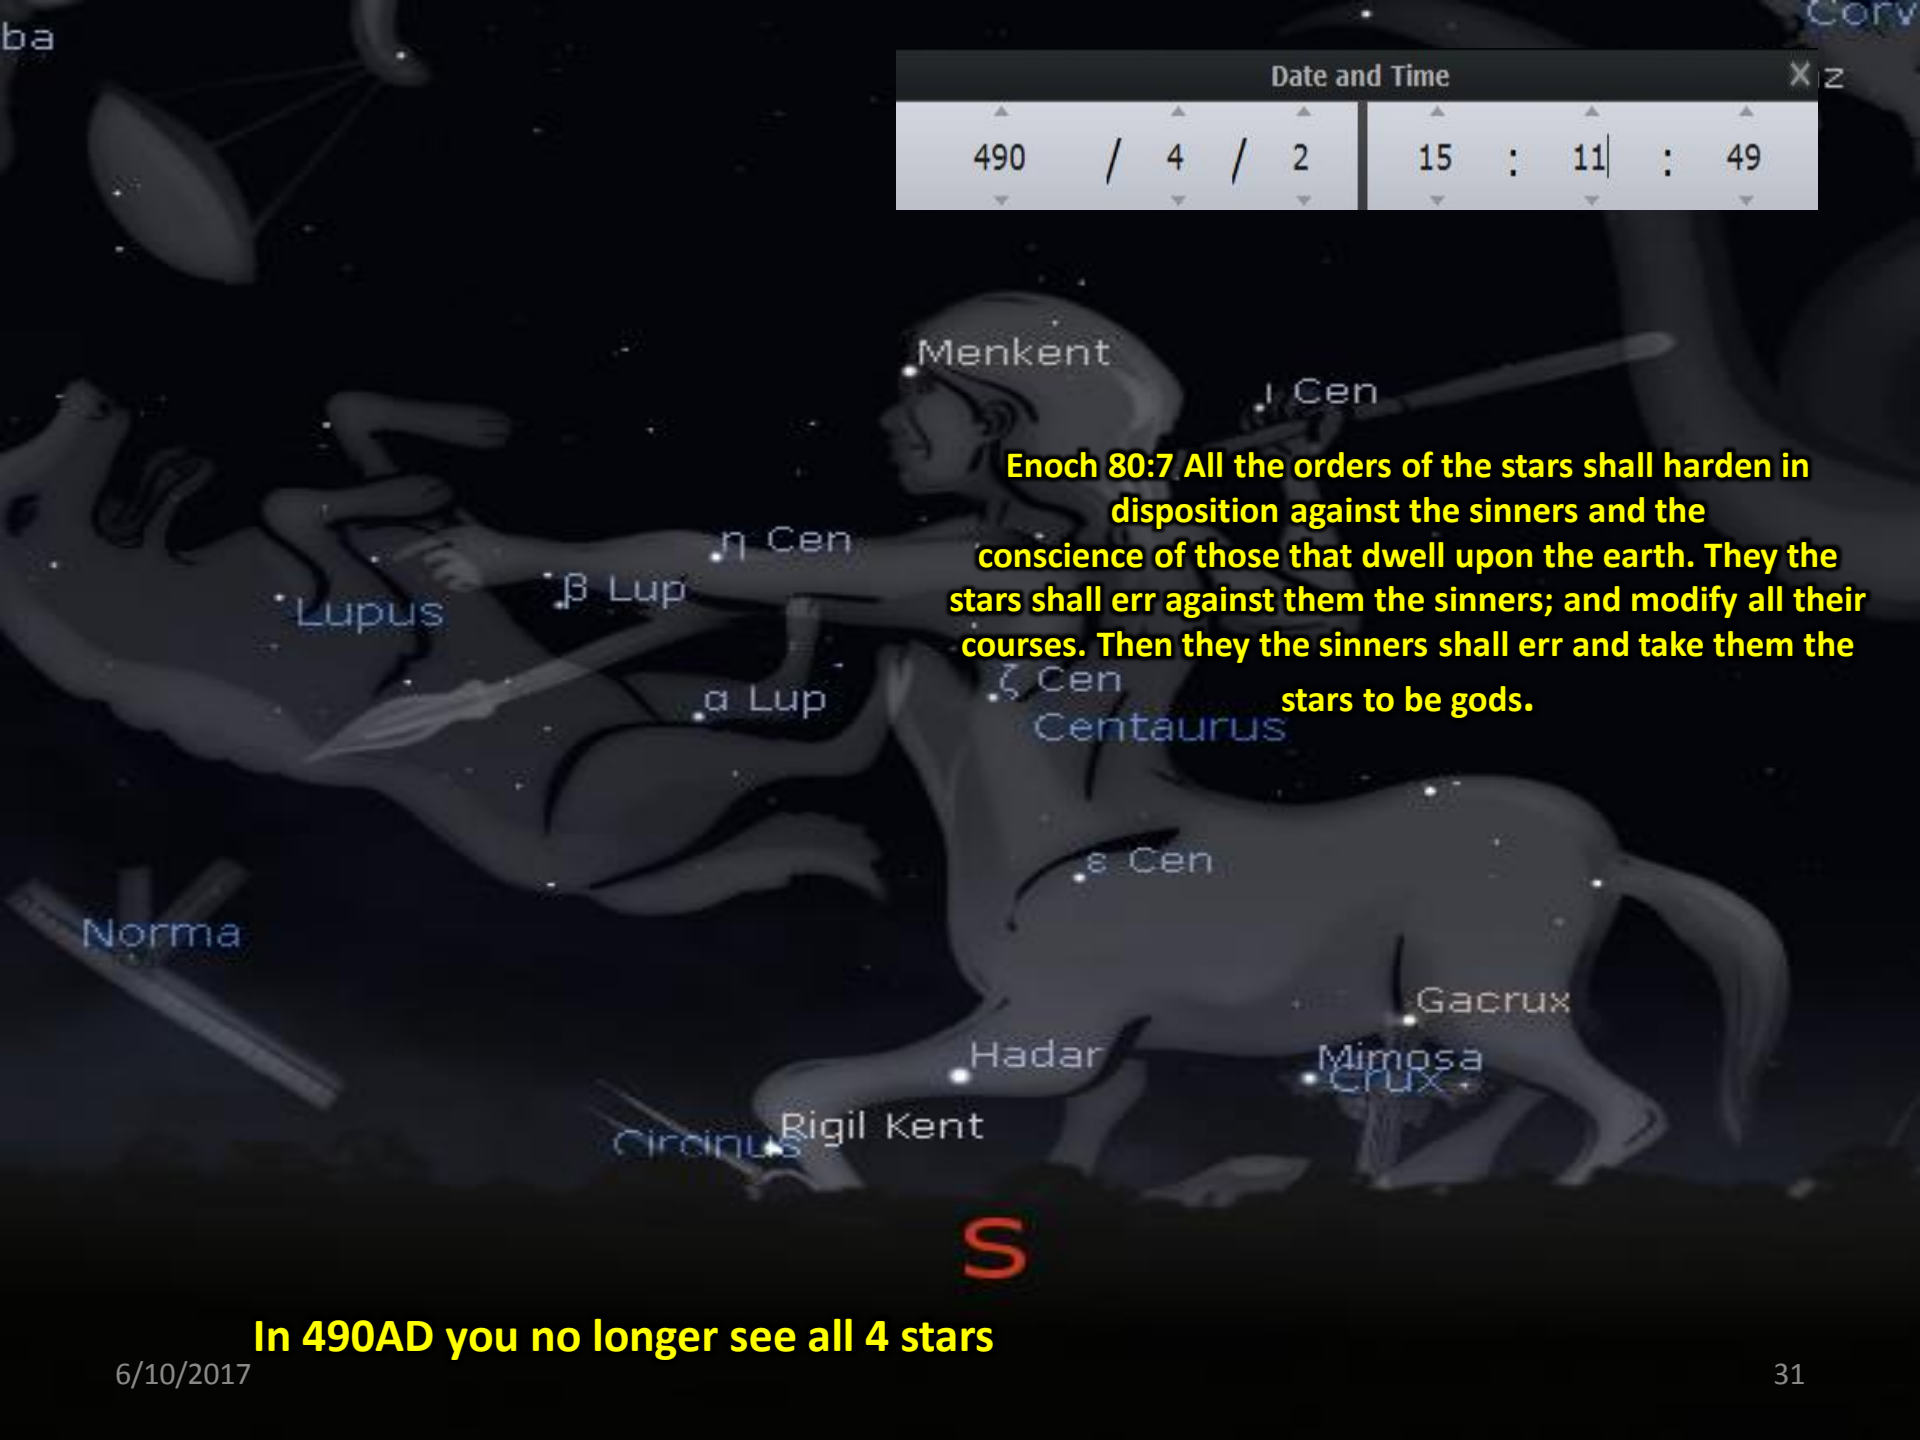 ba
Corv
Date and Time X z
490 / 4 / 2 15 : 11 : 49
Menkent
ι Cen
Enoch 80:7 All the orders of the stars shall harden in
disposition against the sinners and the
conscience of those that dwell upon the earth. They the
stars shall err against them the sinners; and modify all their
courses. Then they the sinners shall err and take them the
stars to be gods.
η Cen
β Lup
Lupus
ζ Cen
α Lup
Centaurus
ε Cen
Norma
Gacrux
Hadar
Mimosa
Crux
Rigil Kent
Circinus
S
In 490AD you no longer see all 4 stars
6/10/2017
31